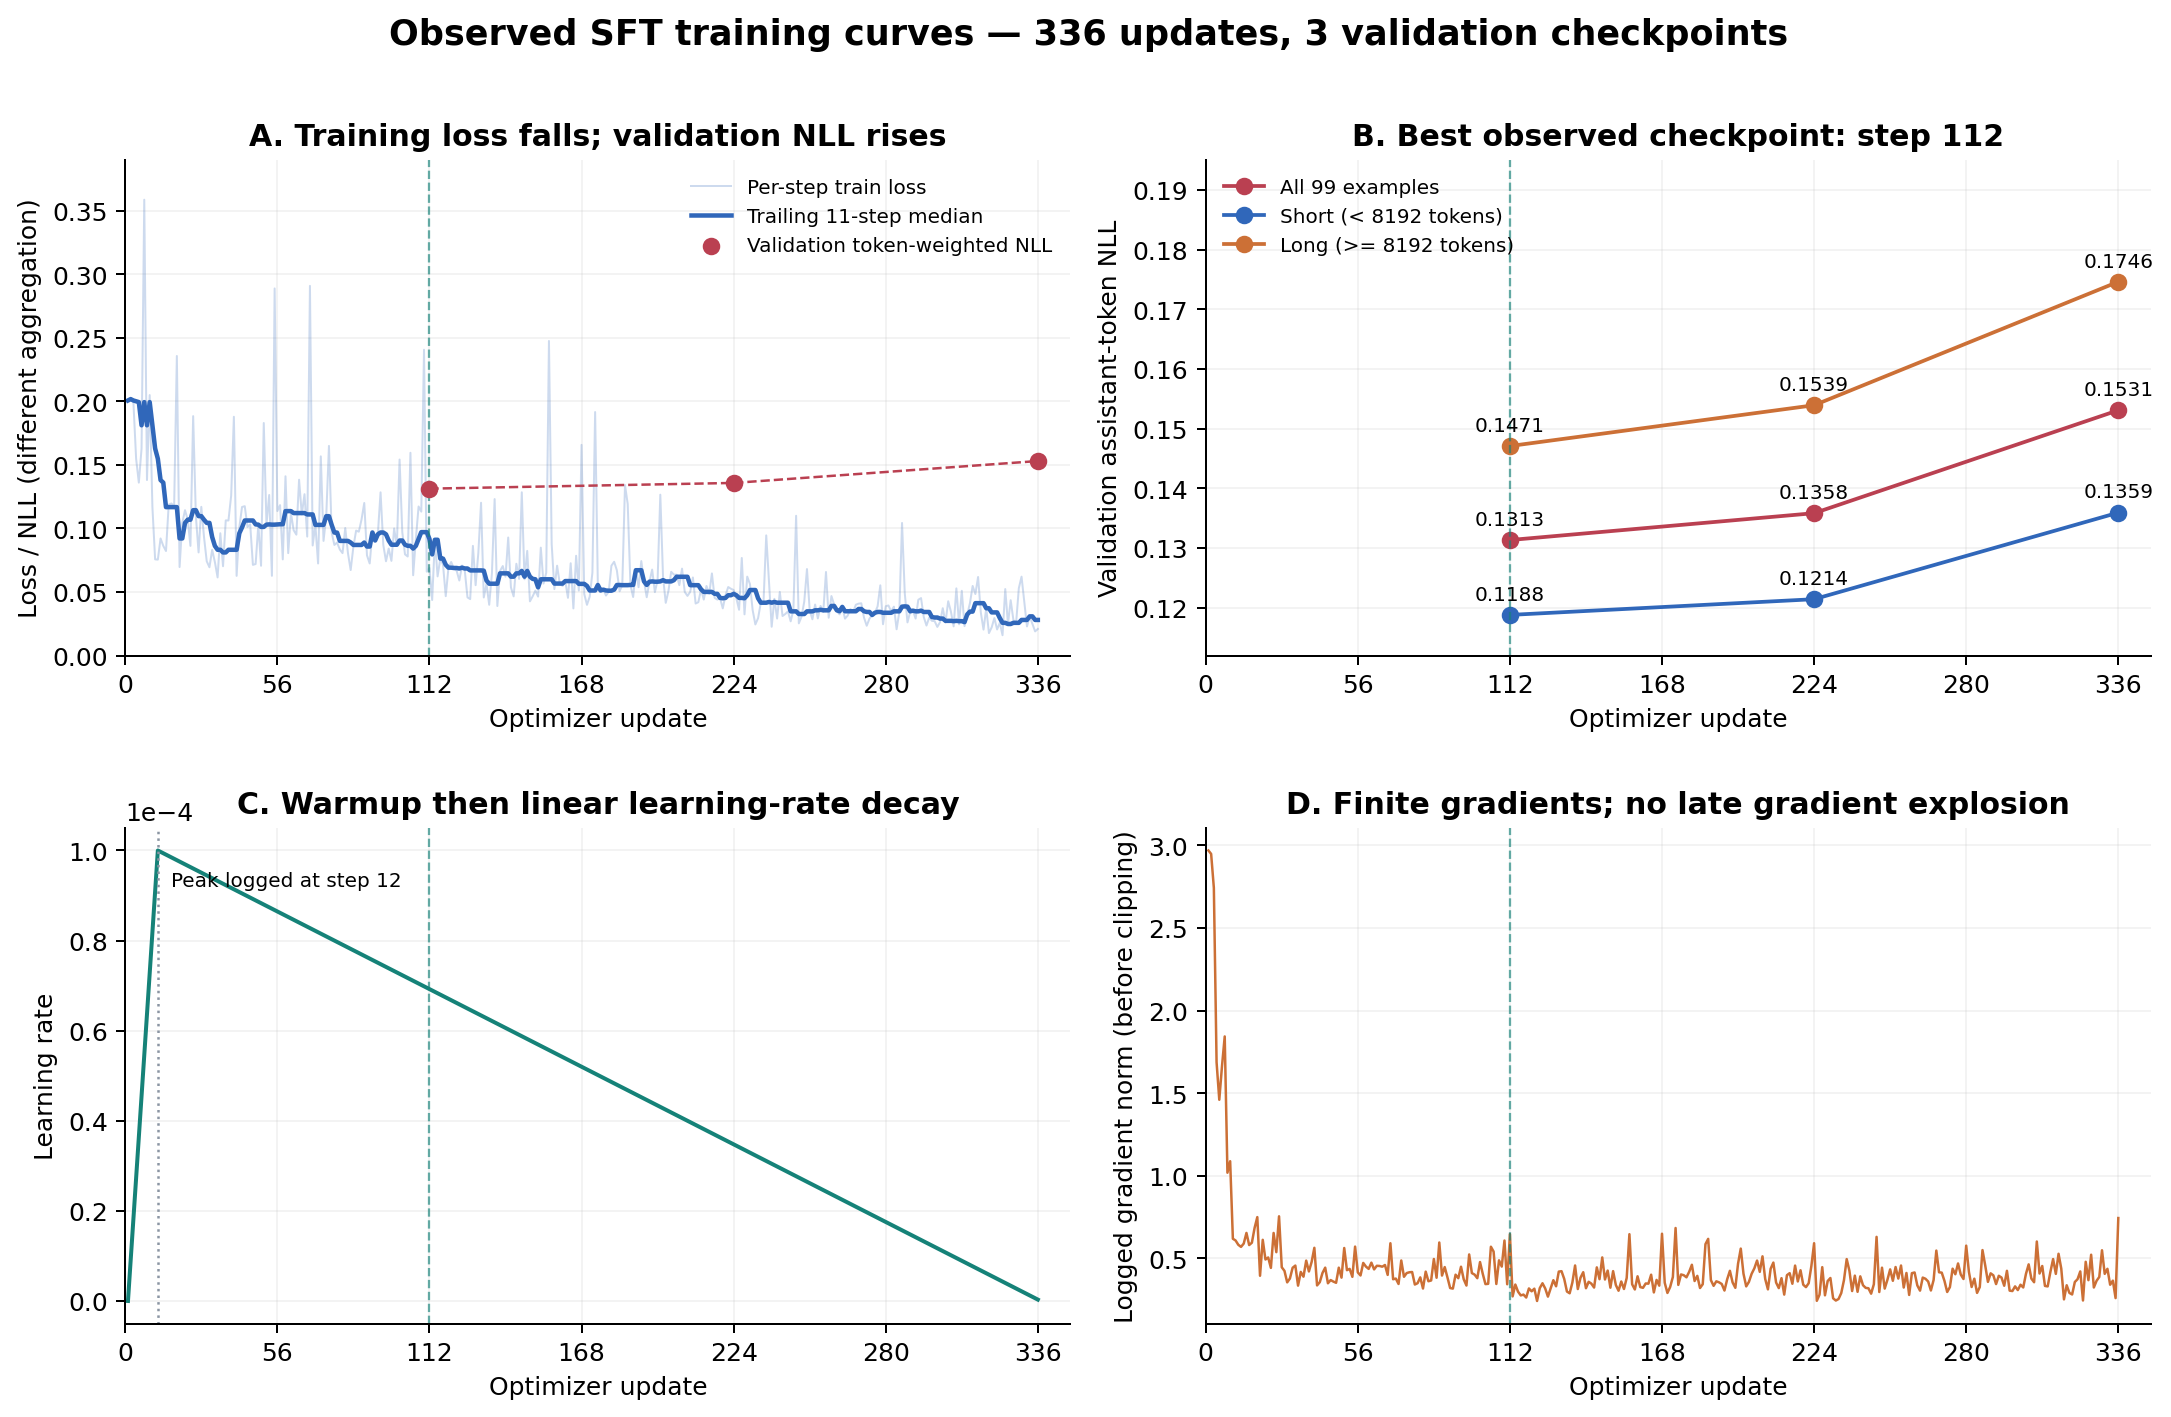 Observed SFT training curves — 336 updates, 3 validation checkpoints
A. Training loss falls; validation NLL rises
Loss / NLL (different aggregation)
0.35
0.30
0.25
0.20
0.15
0.10
0.05
0.00
Per-step train loss
Trailing 11-step median
Validation token-weighted NLL
0 56 112 168 224 280 336
Optimizer update
B. Best observed checkpoint: step 112
Validation assistant-token NLL
0.19
0.18
0.17
0.16
0.15
0.14
0.13
0.12
All 99 examples
Short (< 8192 tokens)
Long (>= 8192 tokens)
0.1471 0.1539 0.1746
0.1313 0.1358 0.1531
0.1188 0.1214 0.1359
0 56 112 168 224 280 336
Optimizer update
C. Warmup then linear learning-rate decay
1e−4
Learning rate
1.0
0.8
0.6
0.4
0.2
0.0
Peak logged at step 12
0 56 112 168 224 280 336
Optimizer update
D. Finite gradients; no late gradient explosion
Logged gradient norm (before clipping)
3.0
2.5
2.0
1.5
1.0
0.5
0 56 112 168 224 280 336
Optimizer update